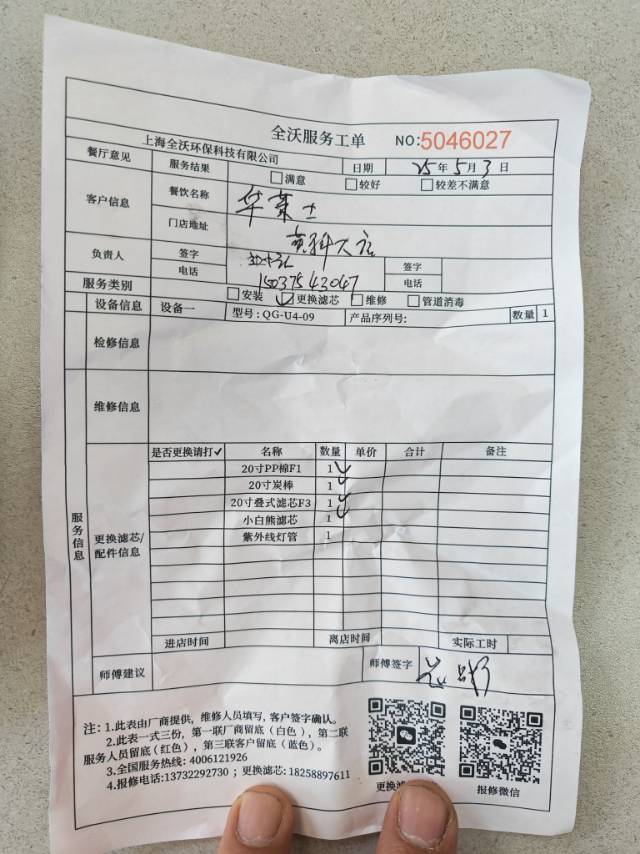 全沃服务工单 NO:5046027
上海全沃环保科技有限公司 日期 25年5月3日
餐厅意见 服务结果 满意 较好 较差不满意
客户信息 餐饮名称 华莱士
门店地址
负责人 签字 签字
电话 15037543047 电话
服务类别 安装 更换滤芯 维修 管道消毒
设备信息 设备一 型号: QG-U4-09 产品序列号: 数量 1
检修信息
维修信息
服务信息
更换滤芯/
配件信息
是否更换请打✓ 名称 数量 单价 合计 备注
20寸PP棉F1 1 ✓
20寸炭棒 1 ✓
20寸叠式滤芯F3 1 ✓
小白熊滤芯 1 ✓
紫外线灯管 1
进店时间 离店时间 实际工时
师傅建议 师傅签字
注: 1.此表由厂商提供, 维修人员填写, 客户签字确认。
2.此表一式三份, 第一联厂商留底(白色), 第二联
服务人员留底(红色), 第三联客户留底(蓝色)。
3.全国服务热线: 4006121926
4.报修电话:13732292730 ; 更换滤芯: 18258897611
更换滤
报修微信